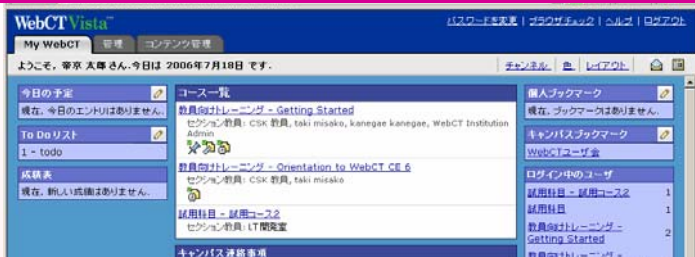 WebCT Vista™
パスワードを変更 | ブラウザチェック | ヘルプ | ログアウト
My WebCT
管理
コンテンツ管理
ようこそ, 帝京 太郎 さん.今日は 2006年7月18日 です.
チャンネル 色 レイアウト
今日の予定
現在, 今日のエントリはありません.
To Do リスト
1 - todo
成績表
現在, 新しい成績はありません.
コース一覧
教員向けトレーニング - Getting Started
セクション教員: CSK 教員, taki misako, kanegae kanegae, WebCT Institution
Admin
教員向けトレーニング - Orientation to WebCT CE 6
セクション教員: CSK 教員, taki misako
試用科目 - 試用コース2
セクション教員: LT開発室
キャンパス連絡事項
個人ブックマーク
現在, ブックマークはありません.
キャンパスブックマーク
WebCTユーザ会
ログイン中のユーザ
試用科目 - 試用コース2 1
試用科目 1
教員向けトレーニング -
Getting Started 2
教員向けトレーニング -